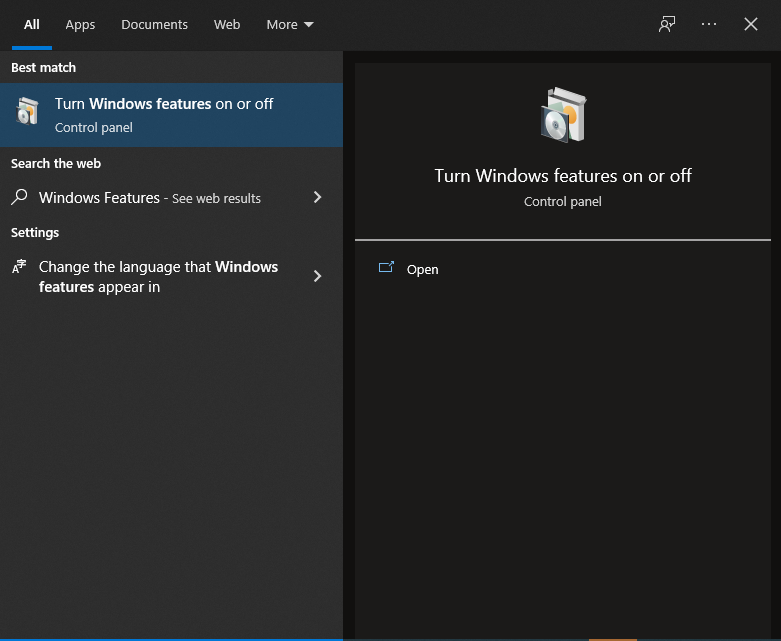 All Apps Documents Web More
Best match
Turn Windows features on or off
Control panel
Search the web
Windows Features - See web results
Settings
Change the language that Windows
features appear in
Turn Windows features on or off
Control panel
Open